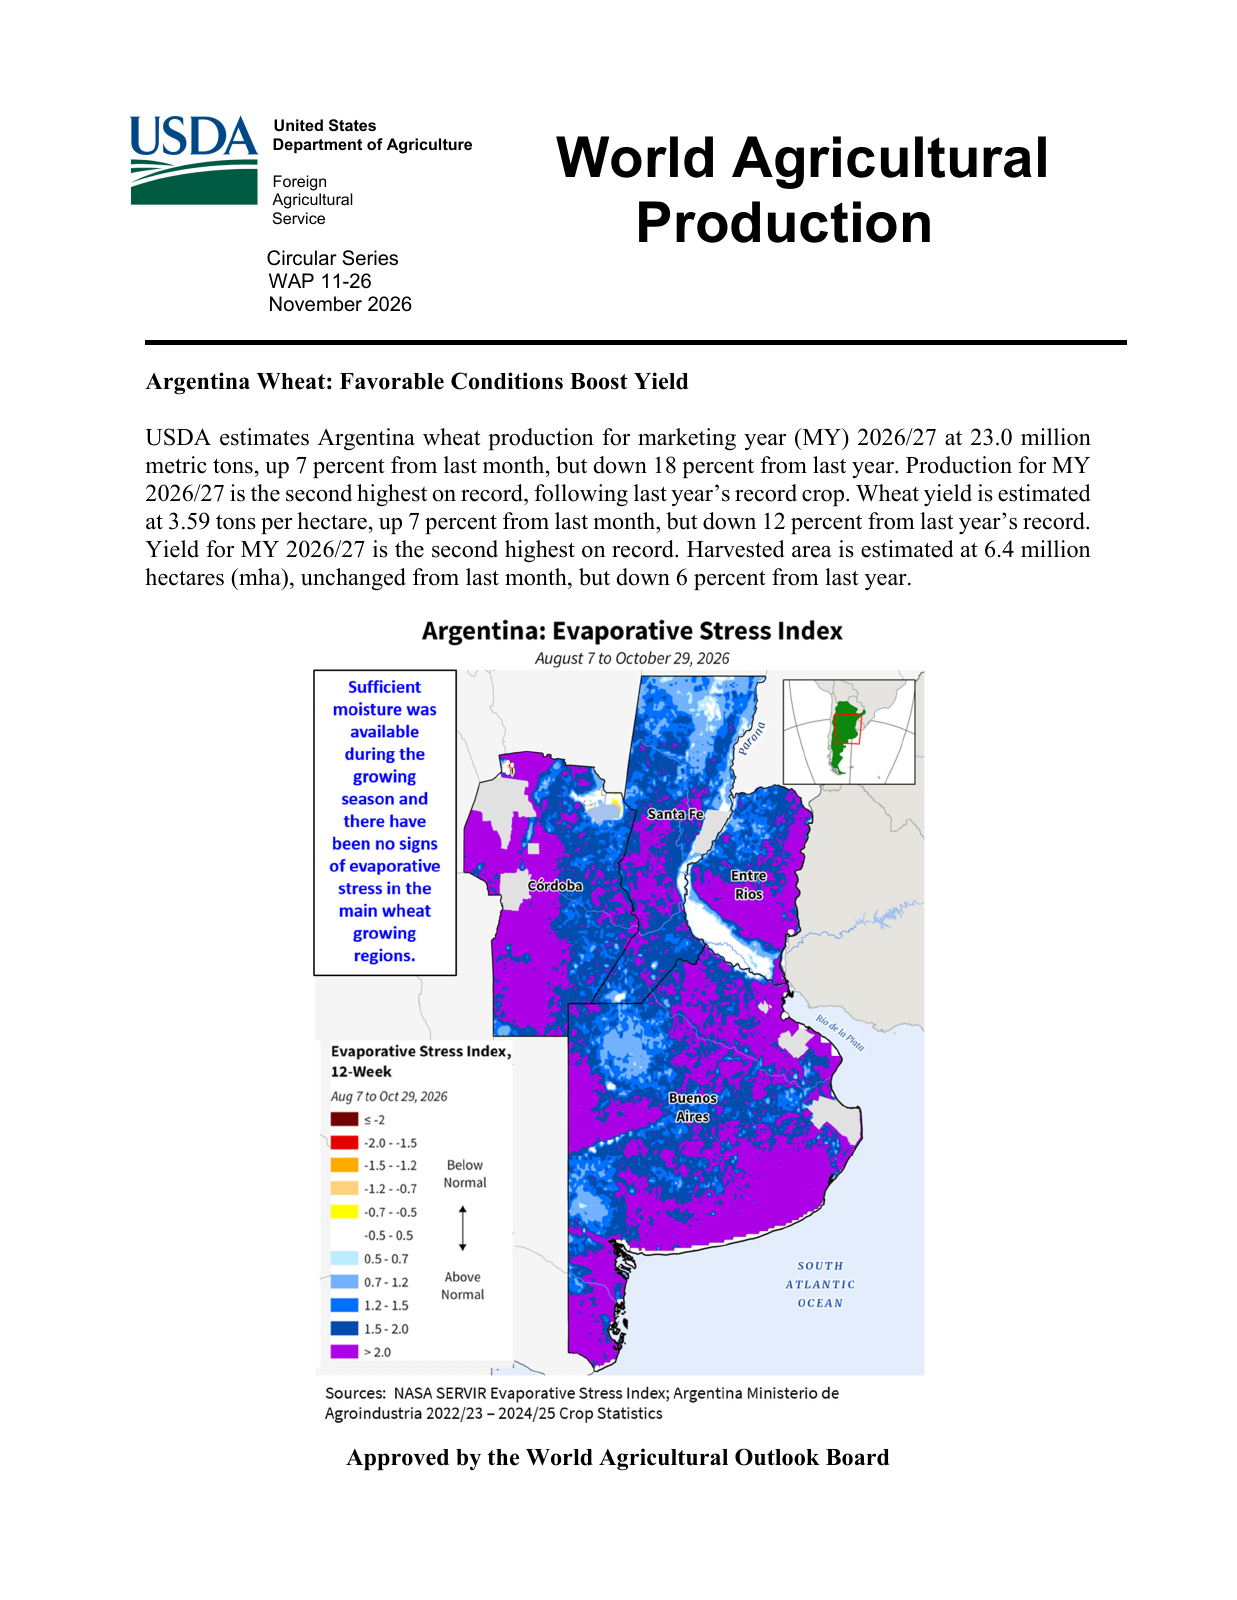 USDA
United States
Department of Agriculture
Foreign
Agricultural
Service
Circular Series
WAP 11-26
November 2026
World Agricultural
Production
Argentina Wheat: Favorable Conditions Boost Yield
USDA estimates Argentina wheat production for marketing year (MY) 2026/27 at 23.0 million
metric tons, up 7 percent from last month, but down 18 percent from last year. Production for MY
2026/27 is the second highest on record, following last year’s record crop. Wheat yield is estimated
at 3.59 tons per hectare, up 7 percent from last month, but down 12 percent from last year’s record.
Yield for MY 2026/27 is the second highest on record. Harvested area is estimated at 6.4 million
hectares (mha), unchanged from last month, but down 6 percent from last year.
Argentina: Evaporative Stress Index
August 7 to October 29, 2026
Sufficient
moisture was
available
during the
growing
season and
there have
been no signs
of evaporative
stress in the
main wheat
growing
regions.
Parana
Santa Fe
Entre
Rios
Córdoba
Río de la Plata
Buenos
Aires
SOUTH
ATLANTIC
OCEAN
Evaporative Stress Index,
12-Week
Aug 7 to Oct 29, 2026
≤ -2
-2.0 - -1.5
-1.5 - -1.2
-1.2 - -0.7
-0.7 - -0.5
-0.5 - 0.5
0.5 - 0.7
0.7 - 1.2
1.2 - 1.5
1.5 - 2.0
> 2.0
Below
Normal
Above
Normal
Sources: NASA SERVIR Evaporative Stress Index; Argentina Ministerio de
Agroindustria 2022/23 – 2024/25 Crop Statistics
Approved by the World Agricultural Outlook Board